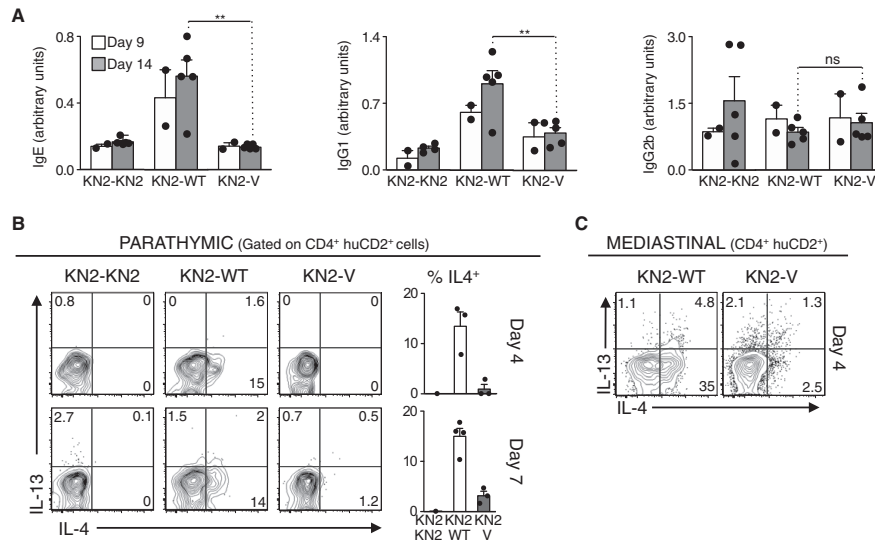 A
IgE (arbitrary units)
0.8
0.4
0.0
Day 9
Day 14
**
KN2-KN2 KN2-WT KN2-V
IgG1 (arbitrary units)
1.4
0.7
0.0
**
KN2-KN2 KN2-WT KN2-V
IgG2b (arbitrary units)
3.0
1.5
0.0
ns
KN2-KN2 KN2-WT KN2-V
B
PARATHYMIC (Gated on CD4+ huCD2+ cells)
KN2-KN2 KN2-WT KN2-V % IL4+
0.8 0
0
0 1.6
15
0 0
0
20
10
0
Day 4
2.7 0.1
0
1.5 2
14
0.7 0.5
1.2
20
10
0
Day 7
KN2 KN2 KN2
KN2 WT V
IL-13
IL-4
C
MEDIASTINAL (CD4+ huCD2+)
KN2-WT KN2-V
1.1 4.8
35
2.1 1.3
2.5
Day 4
IL-13
IL-4